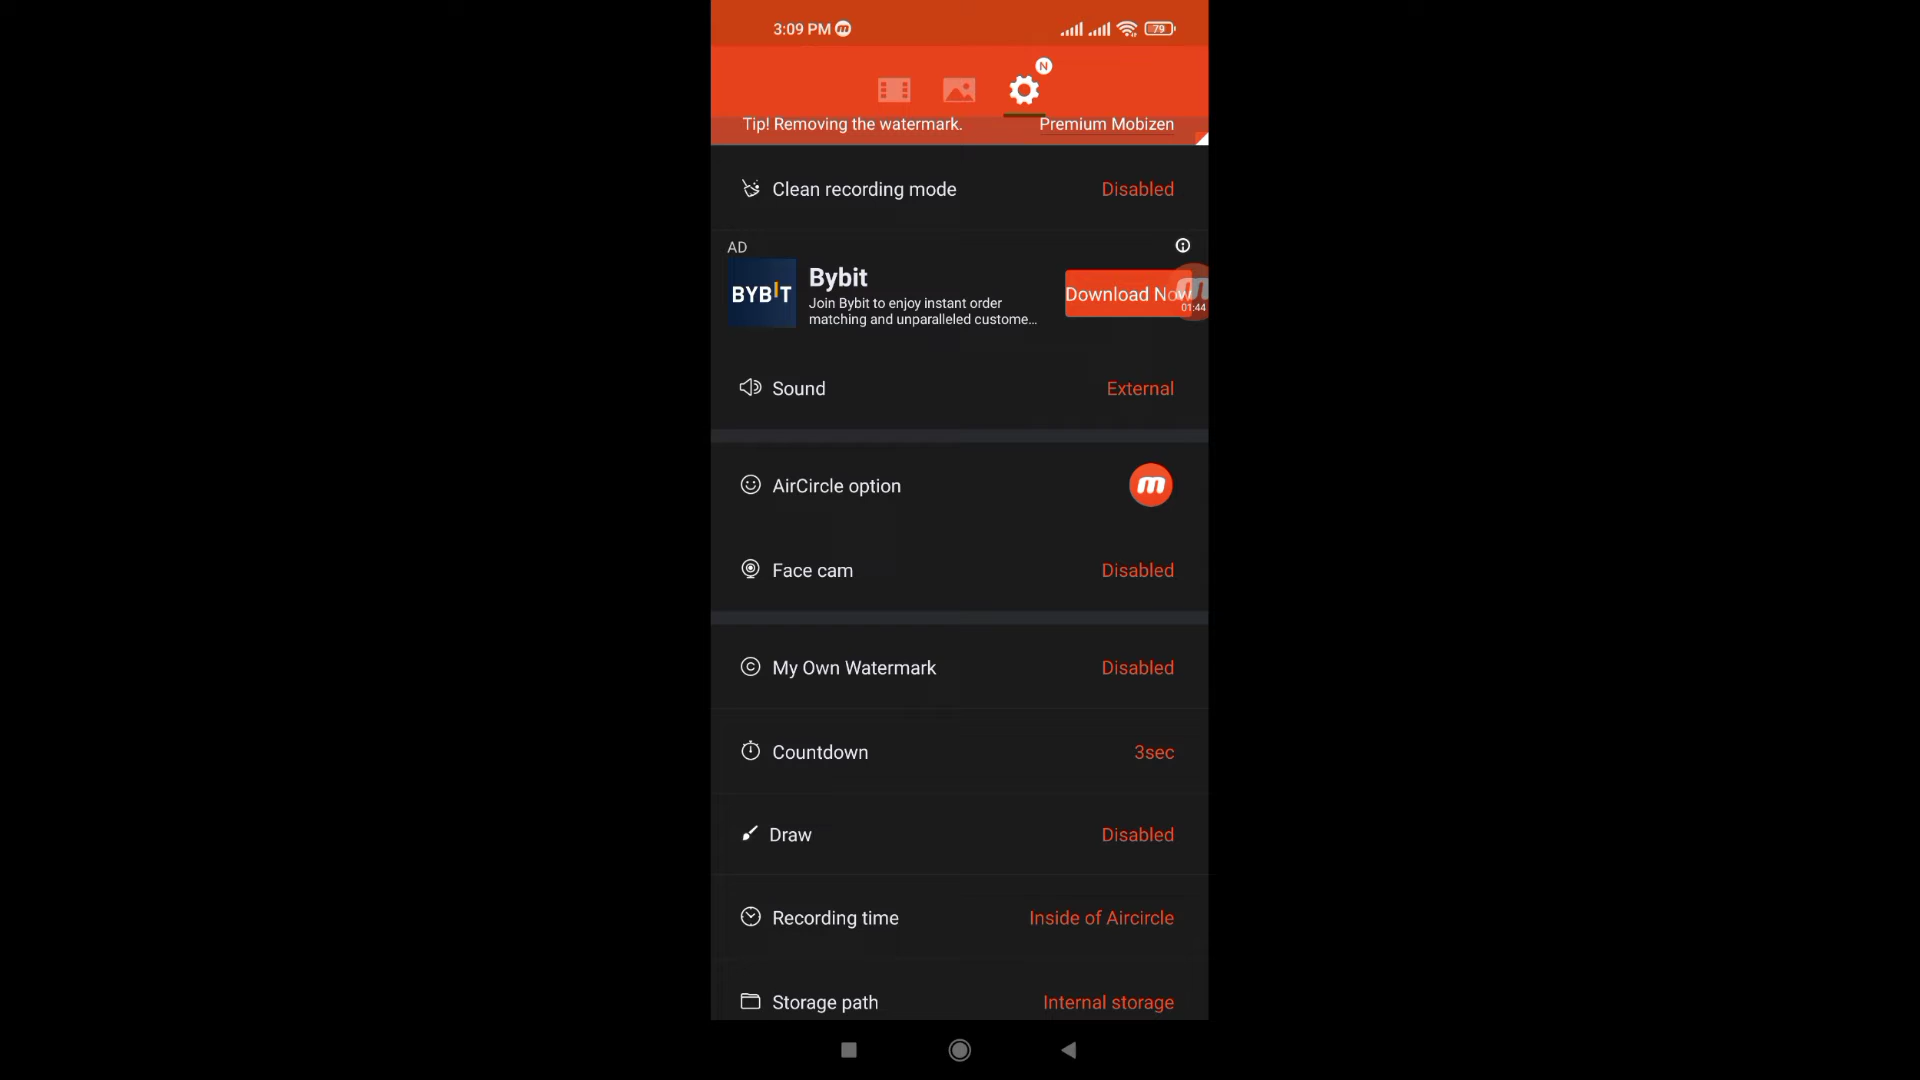 3:09 PM
79
N
Tip! Removing the watermark. Premium Mobizen
Clean recording mode Disabled
AD
BYBIT
Bybit
Join Bybit to enjoy instant order
matching and unparalleled custome...
Download Now
01:44
Sound External
AirCircle option
Face cam Disabled
My Own Watermark Disabled
Countdown 3sec
Draw Disabled
Recording time Inside of Aircircle
Storage path Internal storage